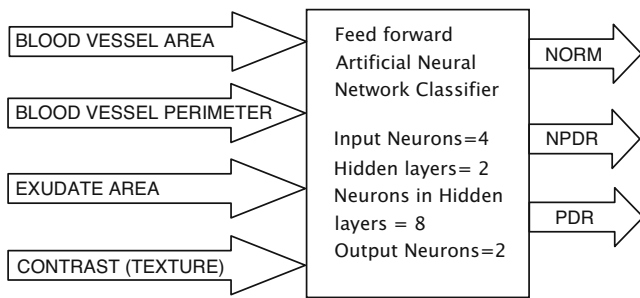 BLOOD VESSEL AREA
BLOOD VESSEL PERIMETER
EXUDATE AREA
CONTRAST (TEXTURE)
Feed forward
Artificial Neural
Network Classifier
Input Neurons=4
Hidden layers= 2
Neurons in Hidden
layers = 8
Output Neurons=2
NORM
NPDR
PDR